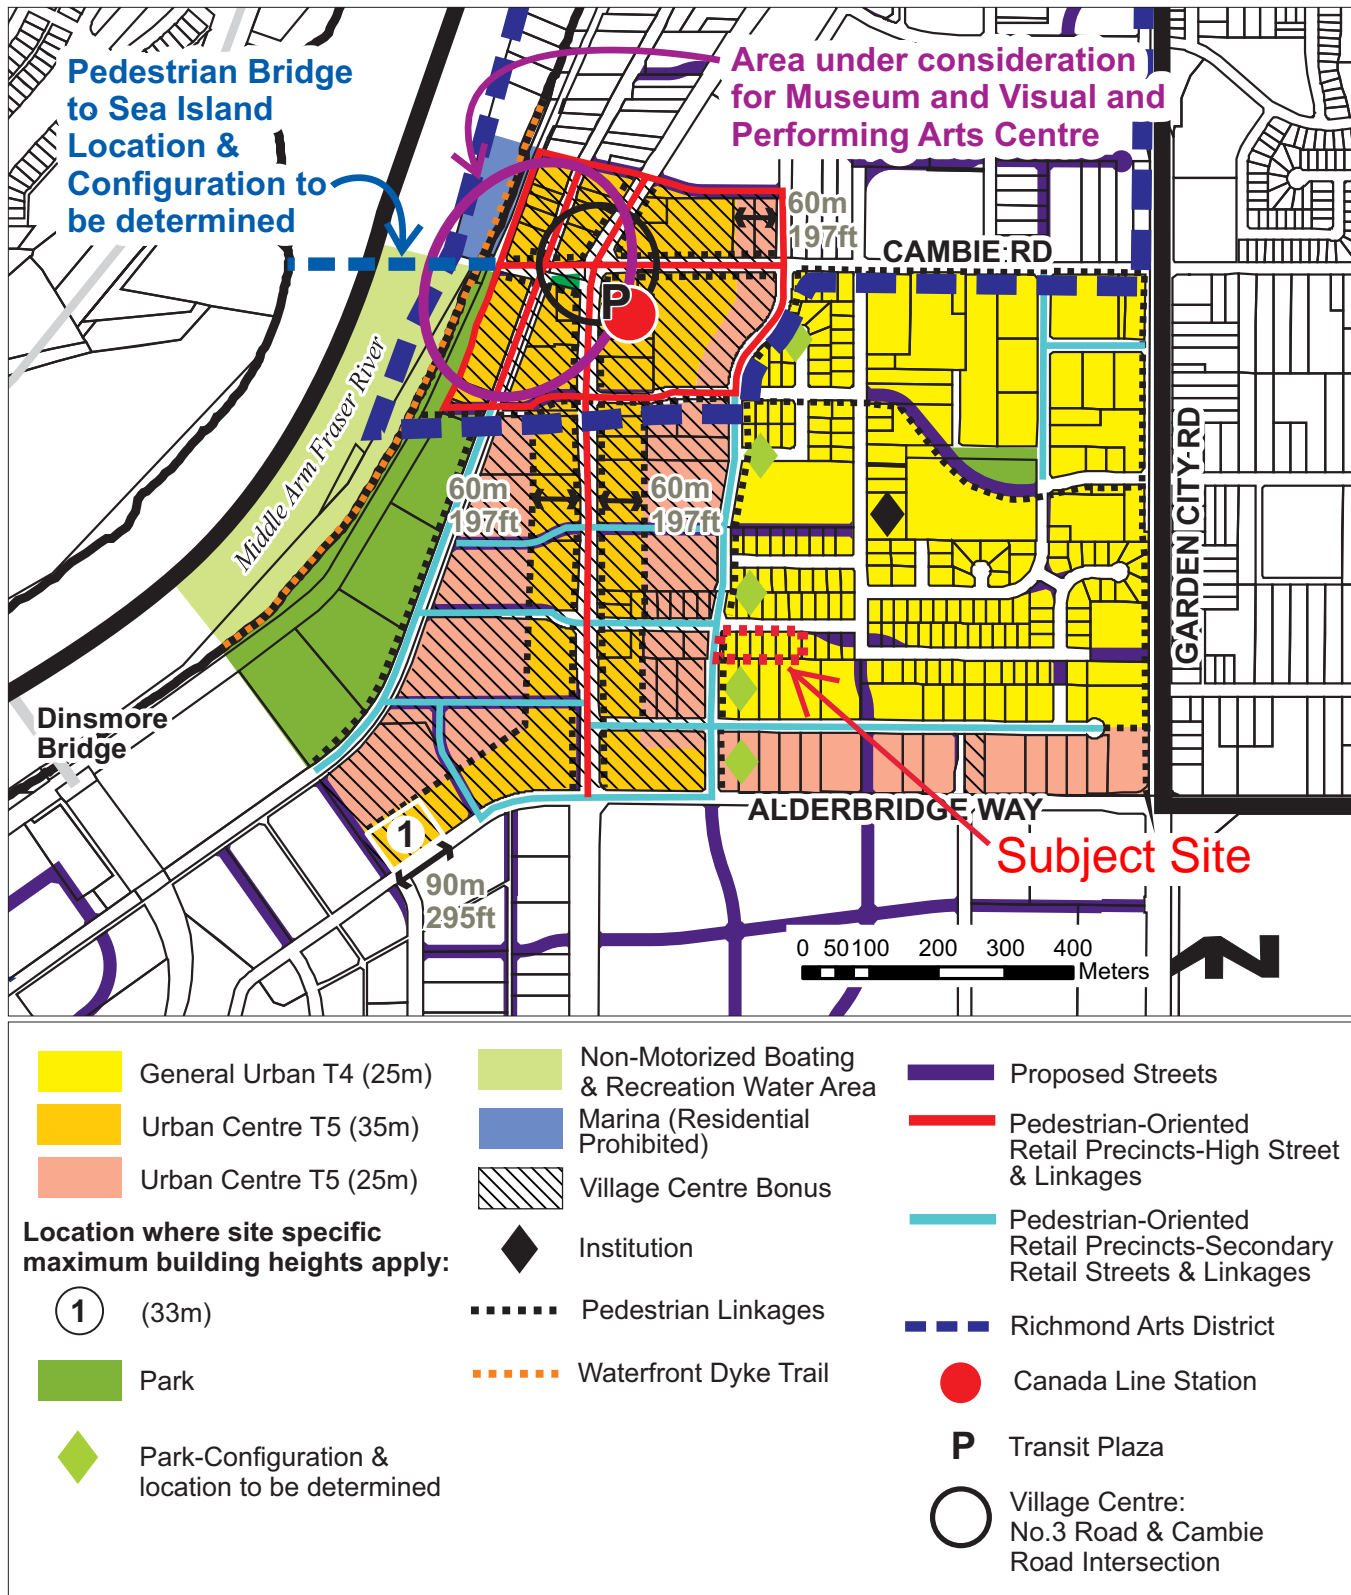 Pedestrian Bridge
to Sea Island
Location &
Configuration to
be determined
Area under consideration
for Museum and Visual and
Performing Arts Centre
60m
197ft
CAMBIE RD
P
Middle Arm Fraser River
60m
197ft
60m
197ft
GARDEN CITY RD
Dinsmore
Bridge
1
90m
295ft
ALDERBRIDGE WAY
Subject Site
0 50 100 200 300 400
Meters
N
General Urban T4 (25m)
Urban Centre T5 (35m)
Urban Centre T5 (25m)
Location where site specific
maximum building heights apply:
1 (33m)
Park
Park-Configuration &
location to be determined
Non-Motorized Boating
& Recreation Water Area
Marina (Residential
Prohibited)
Village Centre Bonus
Institution
Pedestrian Linkages
Waterfront Dyke Trail
Proposed Streets
Pedestrian-Oriented
Retail Precincts-High Street
& Linkages
Pedestrian-Oriented
Retail Precincts-Secondary
Retail Streets & Linkages
Richmond Arts District
Canada Line Station
P Transit Plaza
Village Centre:
No.3 Road & Cambie
Road Intersection